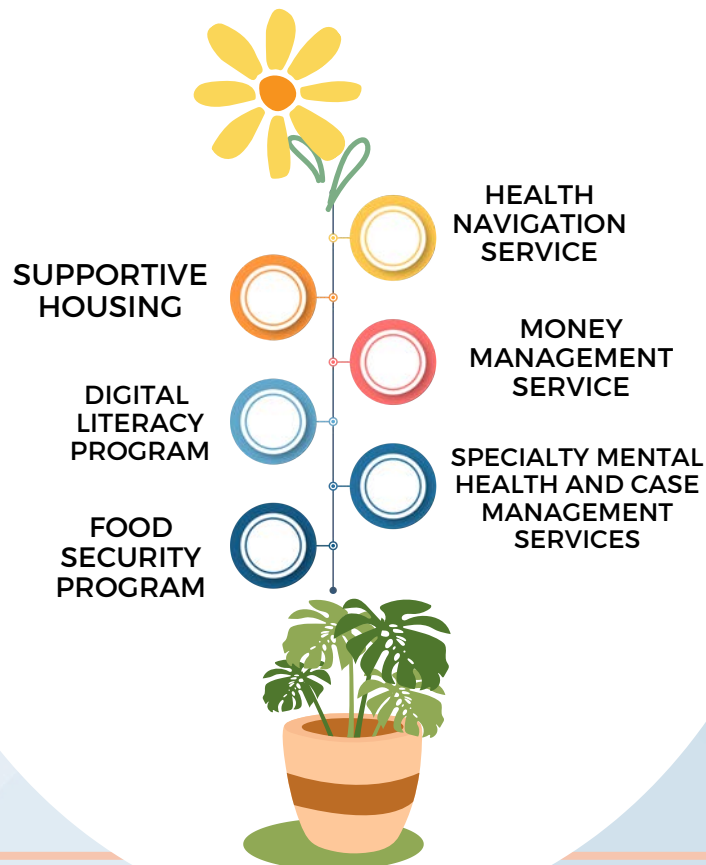 HEALTH
NAVIGATION
SERVICE
SUPPORTIVE
HOUSING
MONEY
MANAGEMENT
SERVICE
DIGITAL
LITERACY
PROGRAM
SPECIALTY MENTAL
HEALTH AND CASE
MANAGEMENT
SERVICES
FOOD
SECURITY
PROGRAM